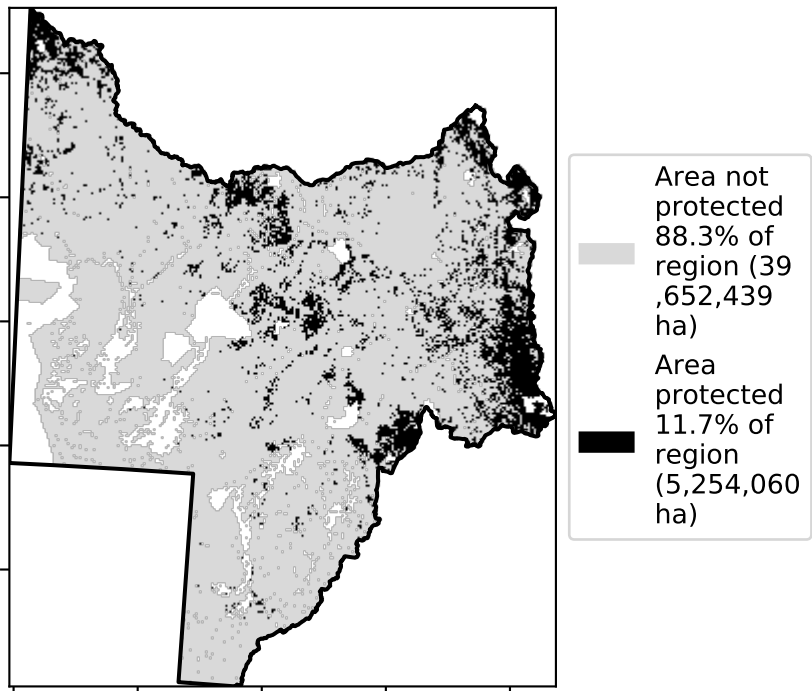 Area not
protected
88.3% of
region (39
,652,439
ha)
Area
protected
11.7% of
region
(5,254,060
ha)